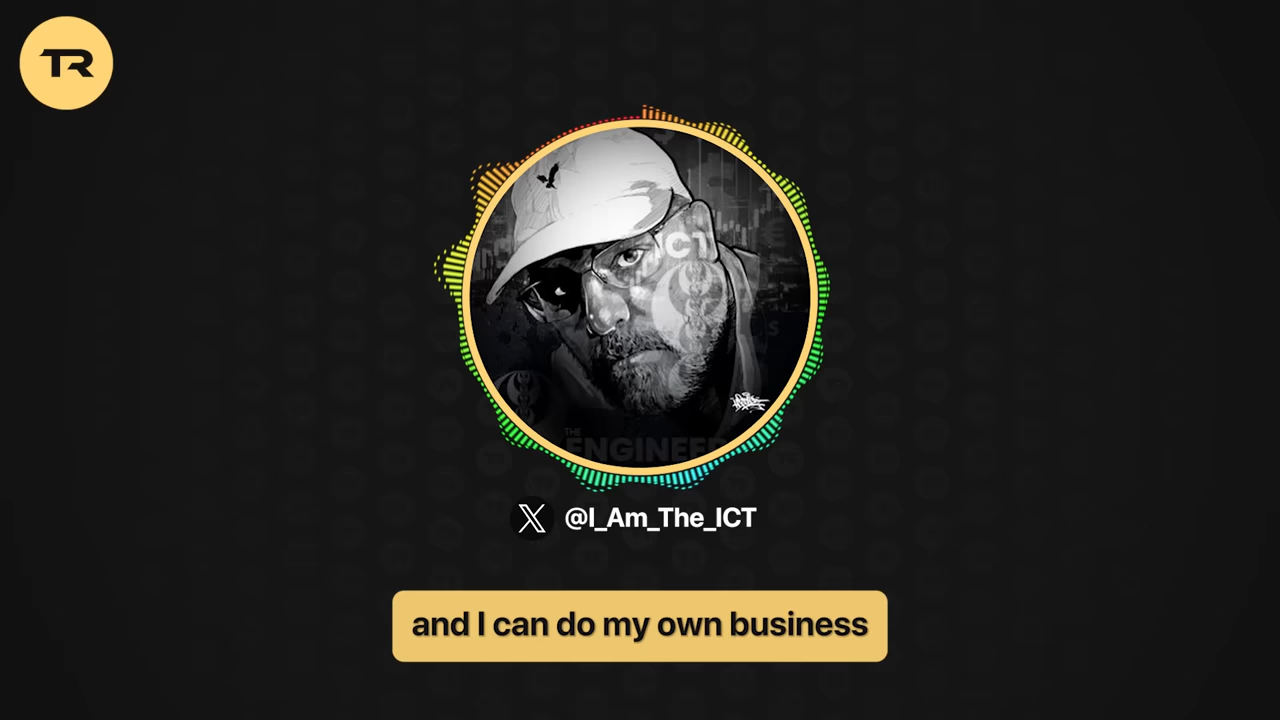 TR
ICT
THE
ENGINEER
@I_Am_The_ICT
and I can do my own business